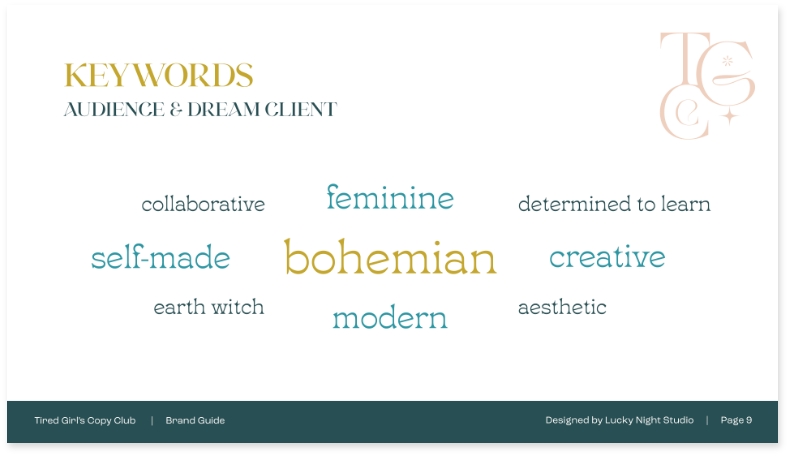 KEYWORDS
AUDIENCE & DREAM CLIENT
TGCC
collaborative
feminine
determined to learn
self-made
bohemian
creative
earth witch
modern
aesthetic
Tired Girl's Copy Club | Brand Guide
Designed by Lucky Night Studio | Page 9